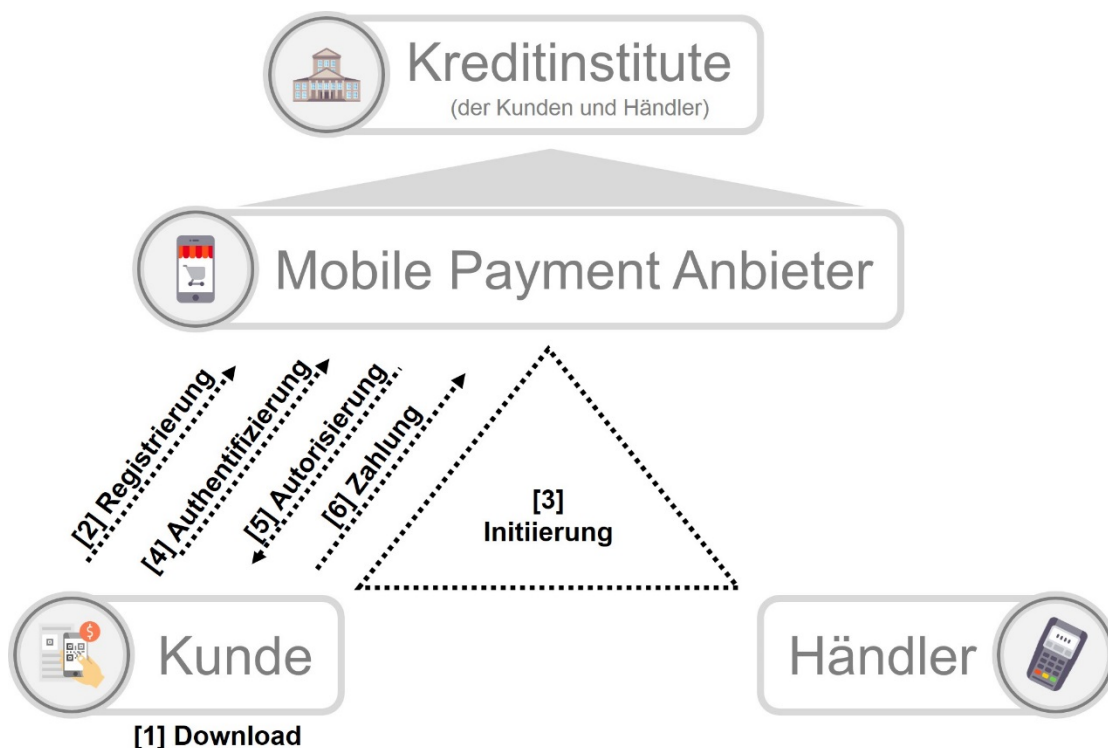 Kreditinstitute
(der Kunden und Händler)
Mobile Payment Anbieter
[2] Registrierung
[4] Authentifizierung
[5] Autorisierung
[6] Zahlung
[3]
Initiierung
Kunde
Händler
[1] Download